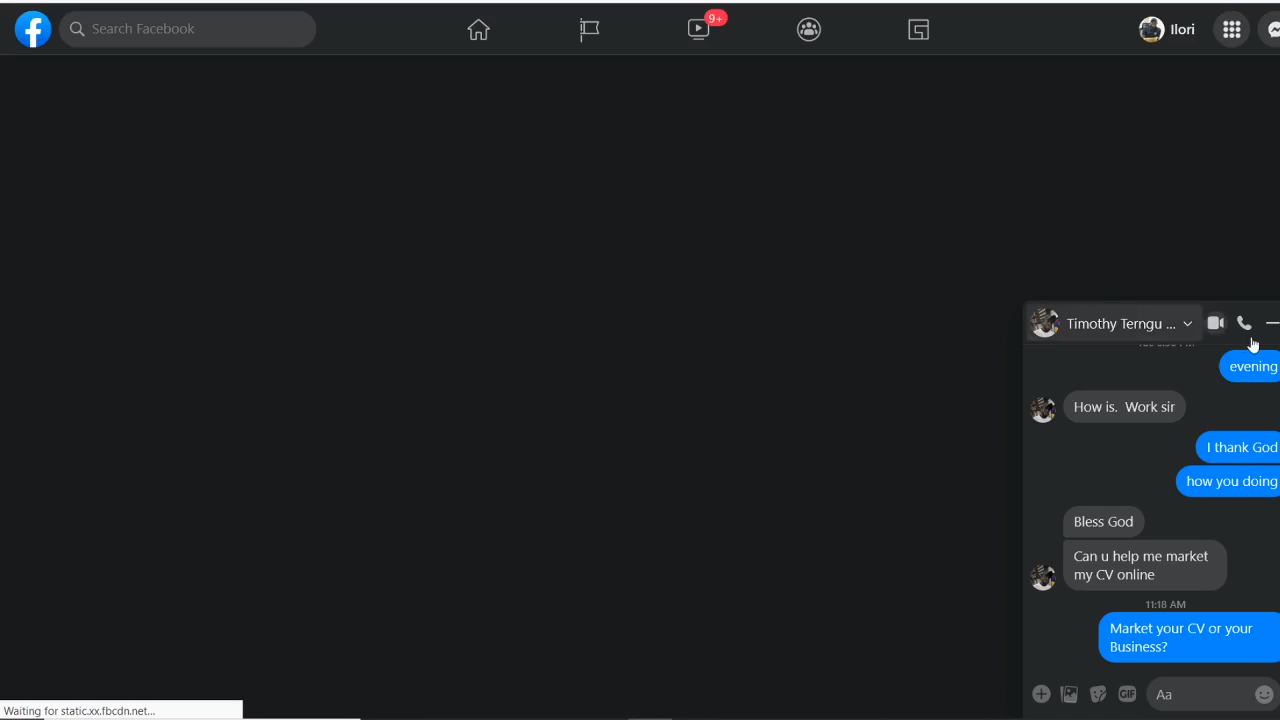 Search Facebook
9+
Ilori
Timothy Terngu ...
evening
How is. Work sir
I thank God
how you doing
Bless God
Can u help me market
my CV online
11:18 AM
Market your CV or your
Business?
GIF
Aa
Waiting for static.xx.fbcdn.net...